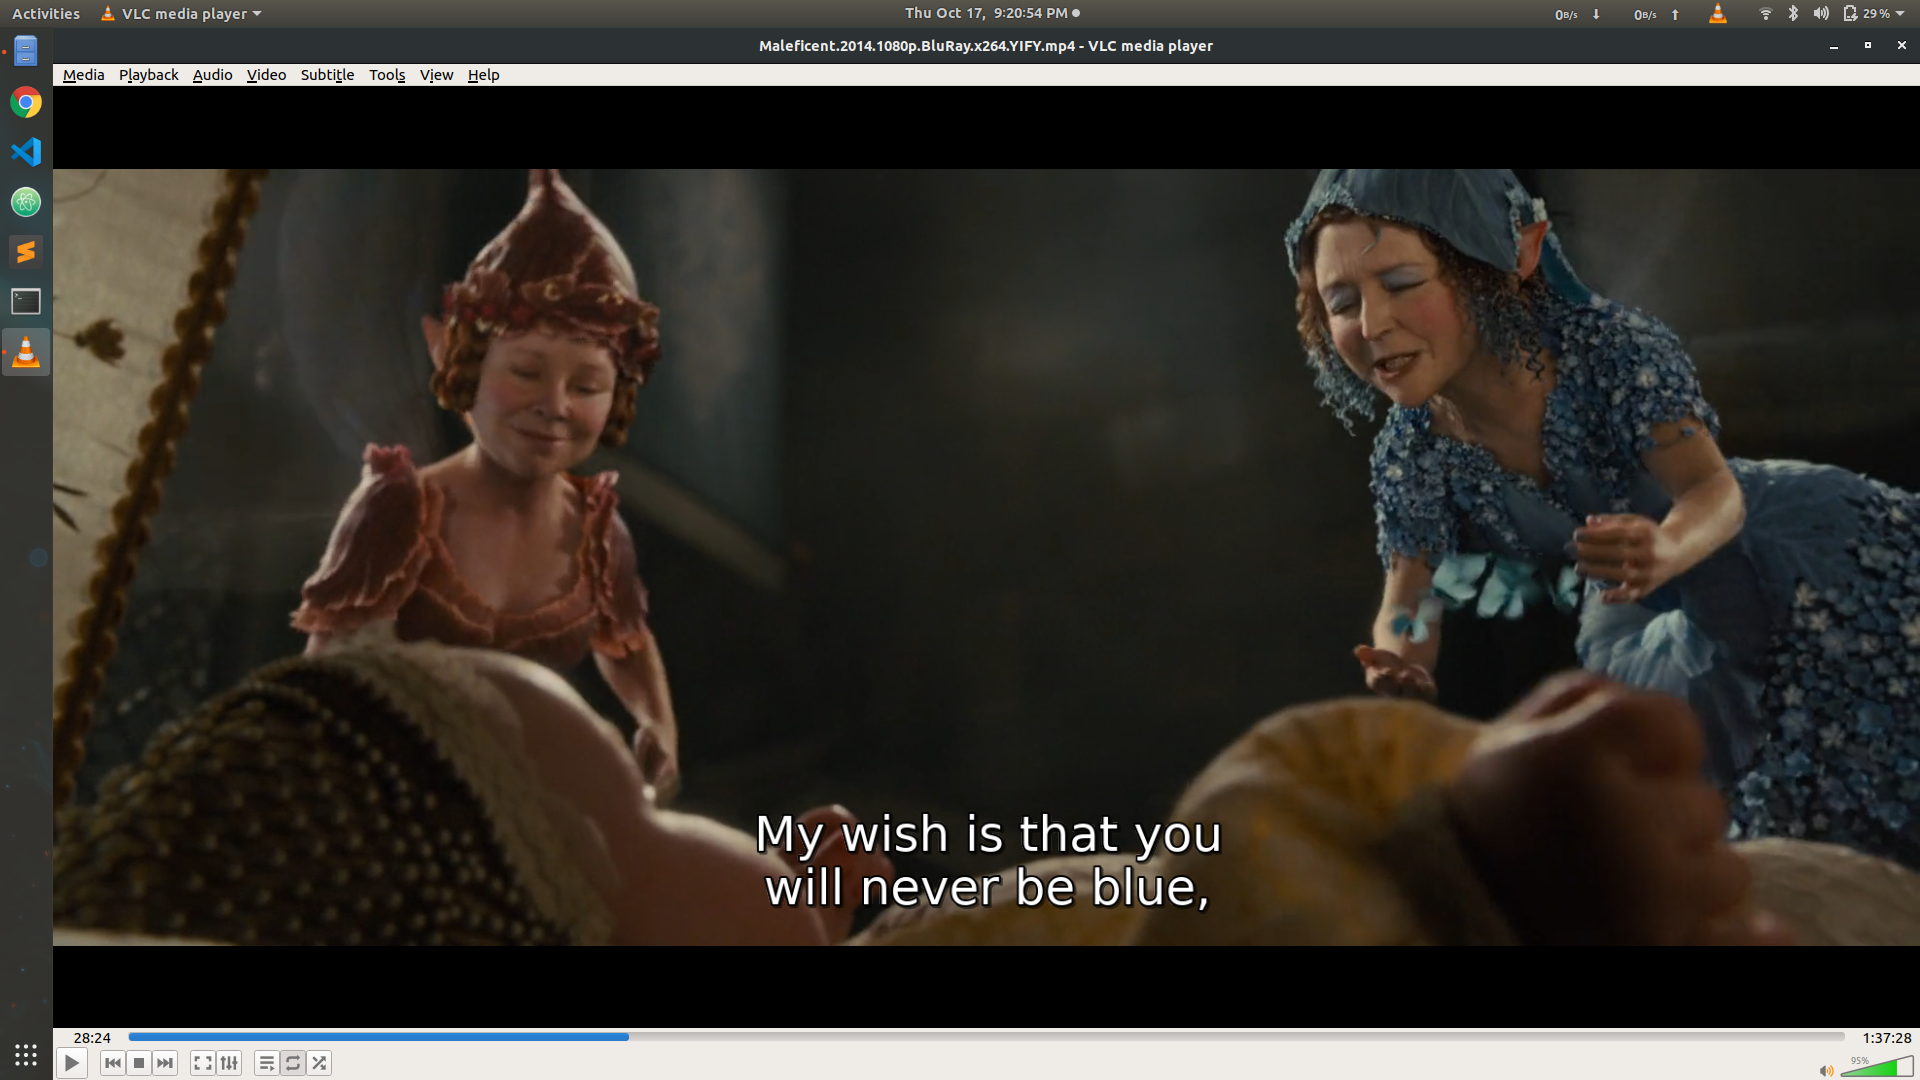 Activities VLC media player Thu Oct 17, 9:20:54 PM 0B/s 0B/s 29%
Maleficent.2014.1080p.BluRay.x264.YIFY.mp4 - VLC media player
Media Playback Audio Video Subtitle Tools View Help
My wish is that you
will never be blue,
28:24 1:37:28
95%